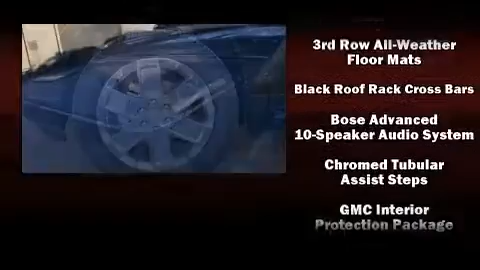 3rd Row All-Weather
Floor Mats
Black Roof Rack Cross Bars
Bose Advanced
10-Speaker Audio System
Chromed Tubular
Assist Steps
GMC Interior
Protection Package